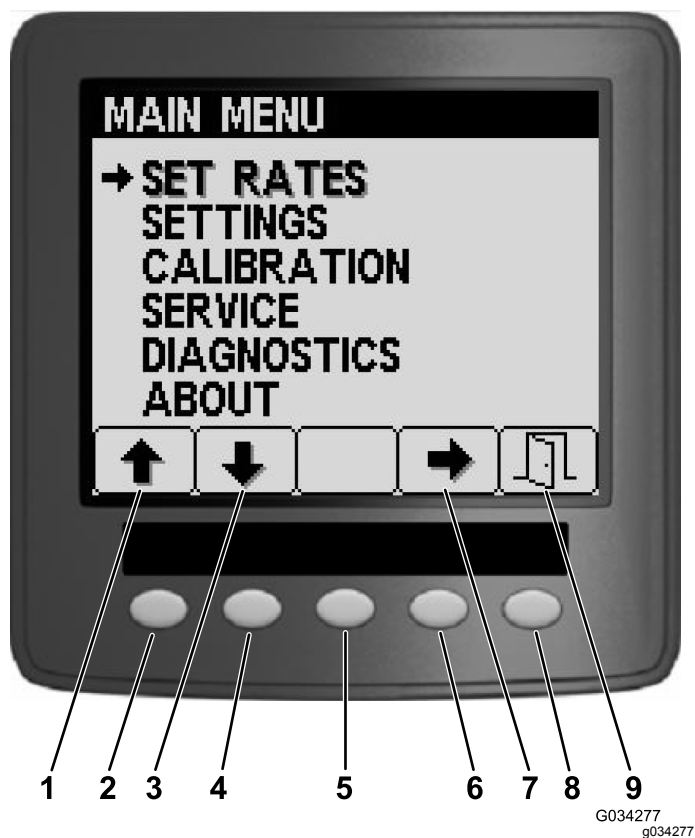 MAIN MENU
SET RATES
SETTINGS
CALIBRATION
SERVICE
DIAGNOSTICS
ABOUT
1 2 3 4 5 6 7 8 9
G034277
g034277